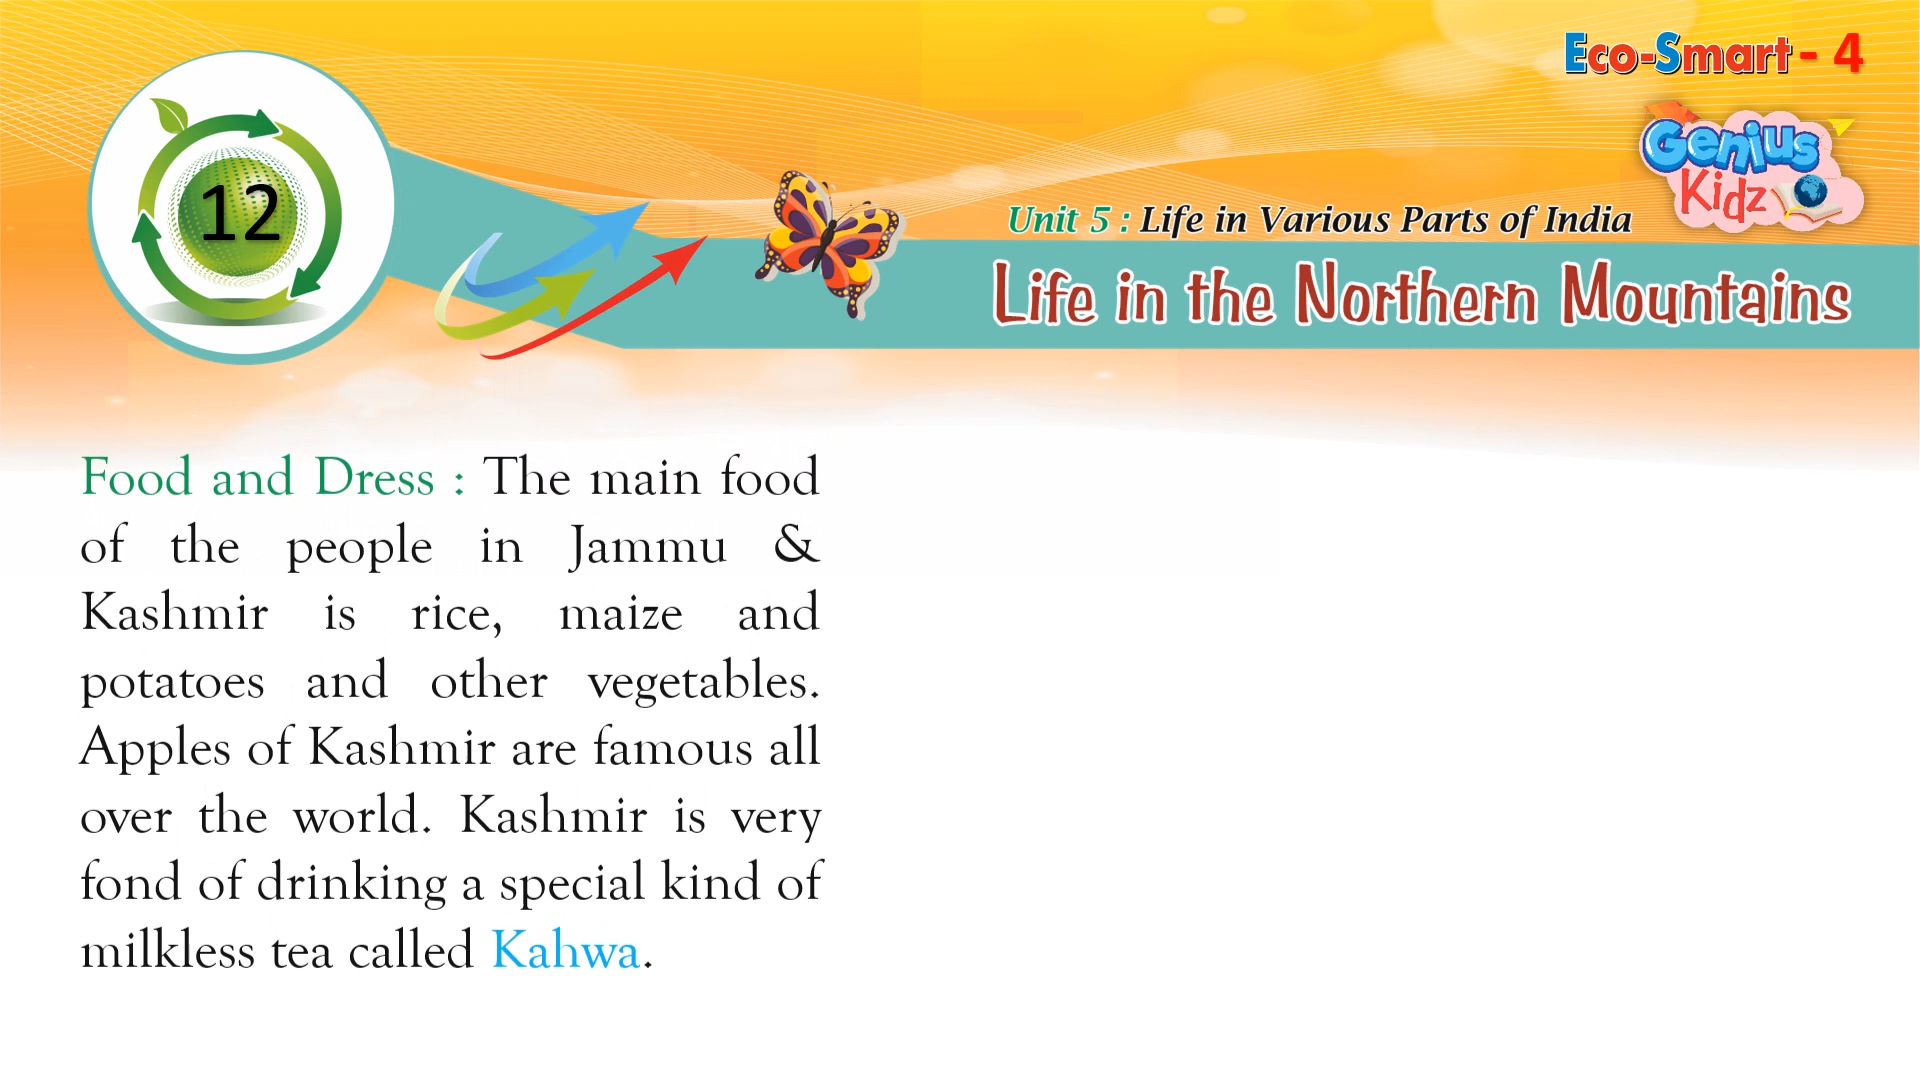 Eco-Smart - 4
Genius
Kidz
12
Unit 5 : Life in Various Parts of India
Life in the Northern Mountains
Food and Dress : The main food
of the people in Jammu &
Kashmir is rice, maize and
potatoes and other vegetables.
Apples of Kashmir are famous all
over the world. Kashmir is very
fond of drinking a special kind of
milkless tea called Kahwa.